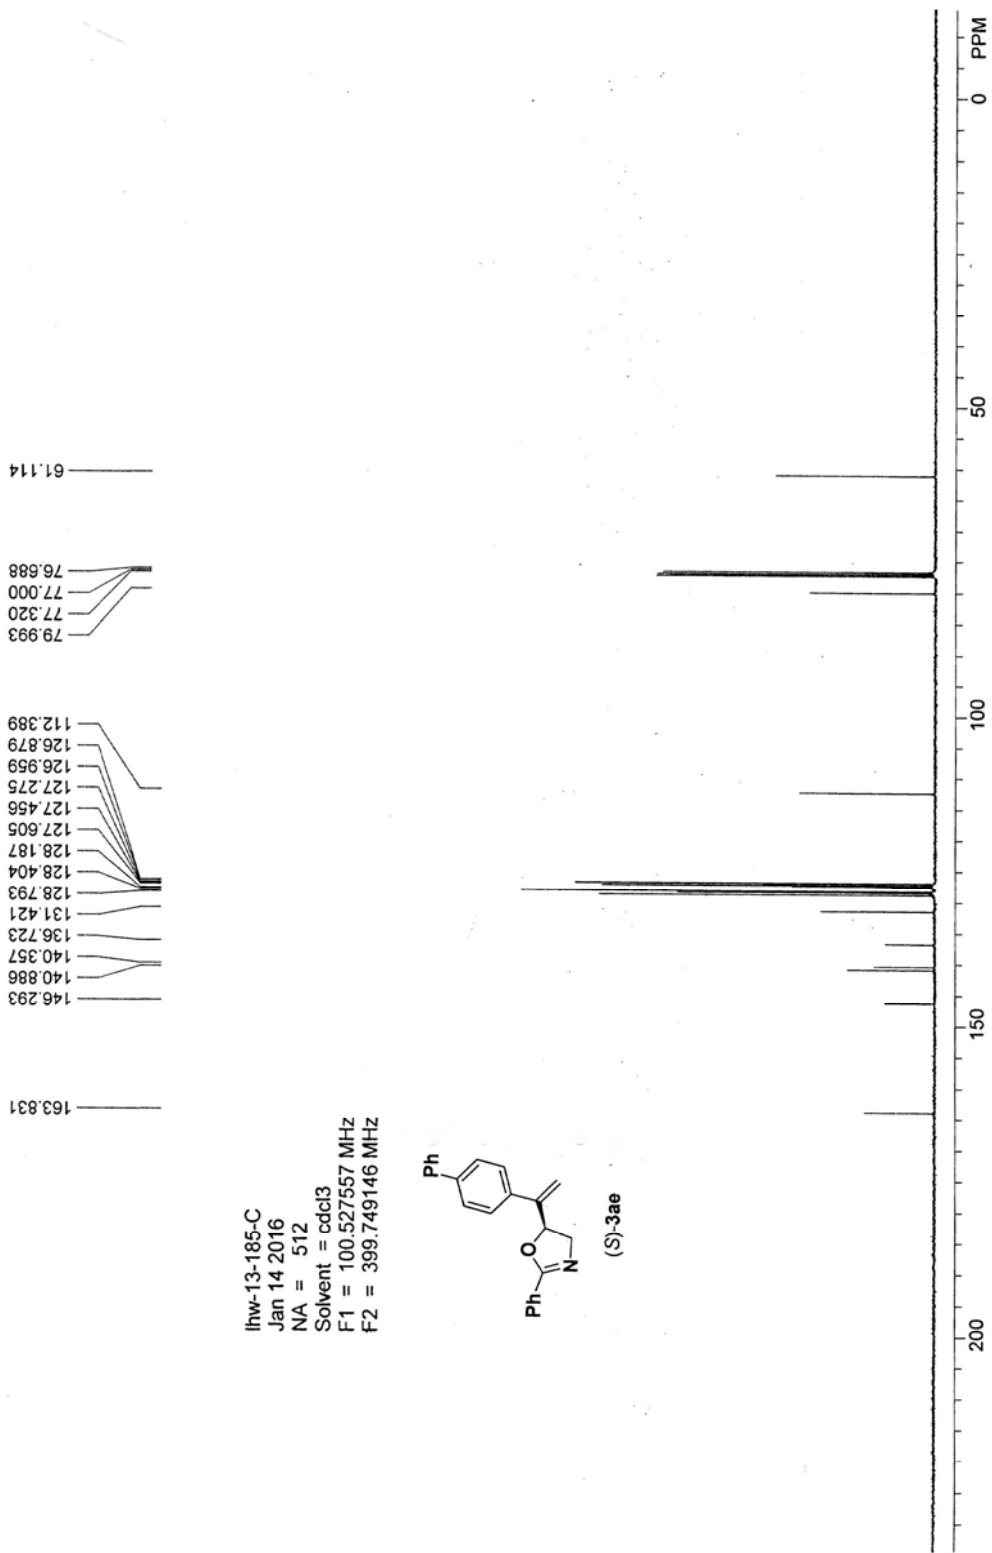 163.831
146.293
140.886
140.357
136.723
131.421
128.793
128.404
128.187
127.605
127.456
127.275
126.959
126.879
112.389
79.993
77.320
77.000
76.688
61.114
lhw-13-185-C
Jan 14 2016
NA = 512
Solvent = cdcl3
F1 = 100.527557 MHz
F2 = 399.749146 MHz
Ph
O
N
Ph
(S)-3ae
200
150
100
50
0
PPM